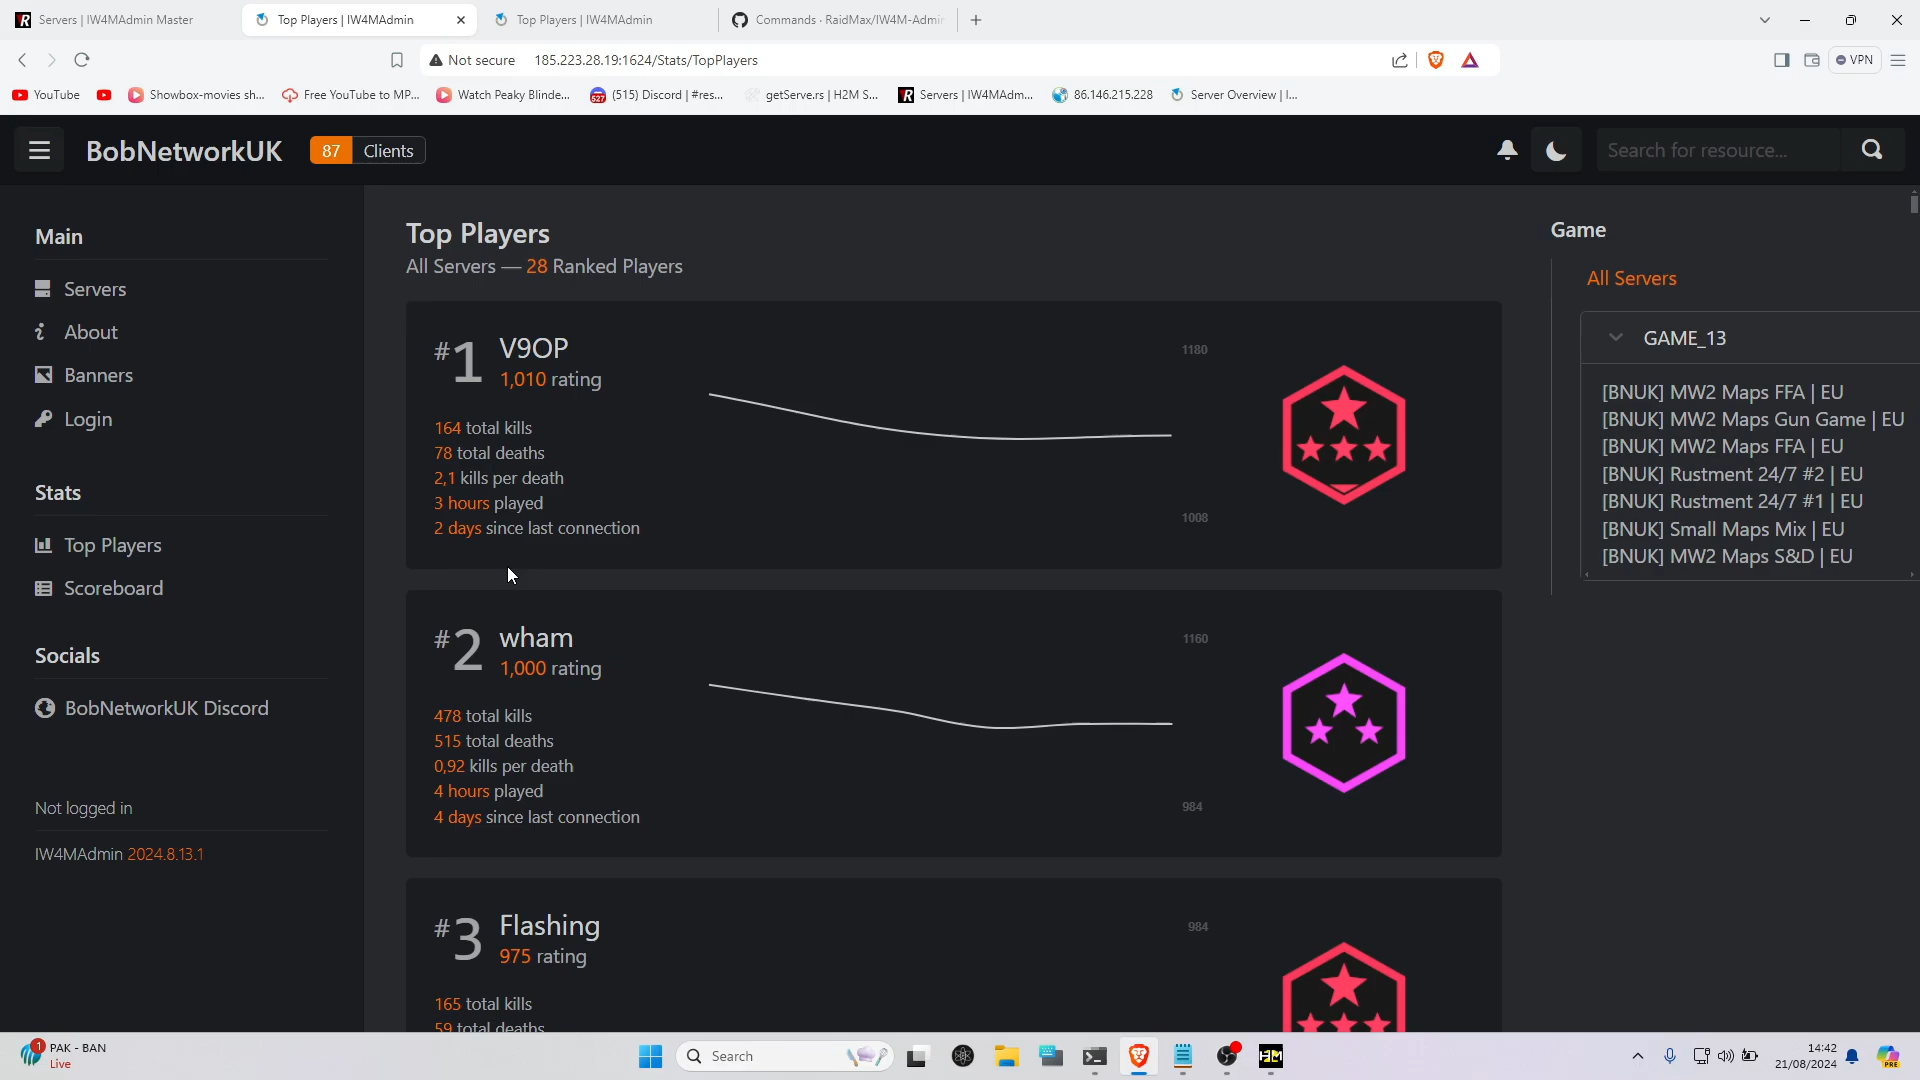 Servers | IW4MAdmin Master
Top Players | IW4MAdmin
Top Players | IW4MAdmin
Commands · RaidMax/IW4M-Admin
Not secure
185.223.28.19:1624/Stats/TopPlayers
VPN
YouTube
Showbox-movies sh...
Free YouTube to MP...
Watch Peaky Blinde...
527
(515) Discord | #res...
getServe.rs | H2M S...
Servers | IW4MAdm...
86.146.215.228
Server Overview | I...
BobNetworkUK
87 Clients
Search for resource...
Main
Servers
About
Banners
Login
Stats
Top Players
Scoreboard
Socials
BobNetworkUK Discord
Not logged in
IW4MAdmin 2024.8.13.1
Top Players
All Servers — 28 Ranked Players
#1 V9OP
1,010 rating
164 total kills
78 total deaths
2,1 kills per death
3 hours played
2 days since last connection
1180
1008
#2 wham
1,000 rating
478 total kills
515 total deaths
0,92 kills per death
4 hours played
4 days since last connection
1160
984
#3 Flashing
975 rating
165 total kills
59 total deaths
984
Game
All Servers
GAME_13
[BNUK] MW2 Maps FFA | EU
[BNUK] MW2 Maps Gun Game | EU
[BNUK] MW2 Maps FFA | EU
[BNUK] Rustment 24/7 #2 | EU
[BNUK] Rustment 24/7 #1 | EU
[BNUK] Small Maps Mix | EU
[BNUK] MW2 Maps S&D | EU
1
PAK - BAN
Live
Search
H2M
14:42
21/08/2024
PRE